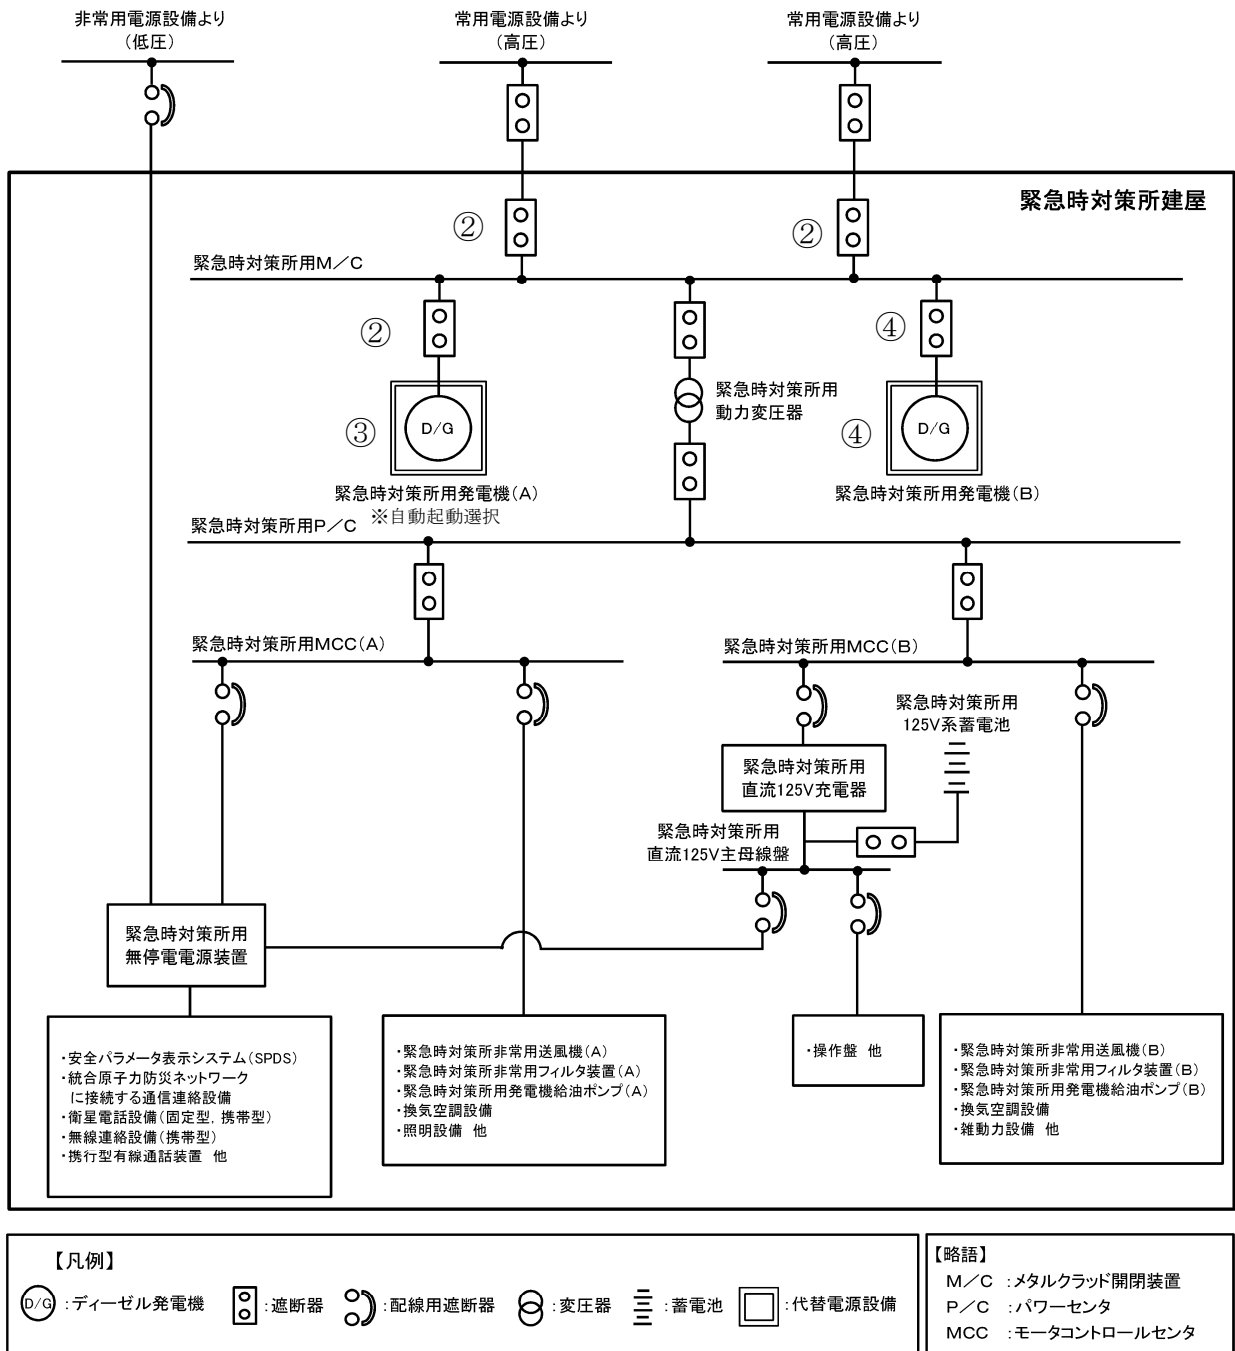 非常用電源設備より
(低圧)
常用電源設備より
(高圧)
常用電源設備より
(高圧)
緊急時対策所建屋
②
②
緊急時対策所用M/C
②
④
③
D/G
緊急時対策所用
動力変圧器
④
D/G
緊急時対策所用発電機(A)
※自動起動選択
緊急時対策所用発電機(B)
緊急時対策所用P/C
緊急時対策所用MCC(A)
緊急時対策所用MCC(B)
緊急時対策所用
125V系蓄電池
緊急時対策所用
直流125V充電器
緊急時対策所用
直流125V主母線盤
緊急時対策所用
無停電電源装置
・安全パラメータ表示システム(SPDS)
・統合原子力防災ネットワーク
に接続する通信連絡設備
・衛星電話設備(固定型,携帯型)
・無線連絡設備(携帯型)
・携行型有線通話装置 他
・緊急時対策所非常用送風機(A)
・緊急時対策所非常用フィルタ装置(A)
・緊急時対策所用発電機給油ポンプ(A)
・換気空調設備
・照明設備 他
・操作盤 他
・緊急時対策所非常用送風機(B)
・緊急時対策所非常用フィルタ装置(B)
・緊急時対策所用発電機給油ポンプ(B)
・換気空調設備
・雑動力設備 他
【凡例】
D/G :ディーゼル発電機 :遮断器 :配線用遮断器 :変圧器 :蓄電池 :代替電源設備
【略語】
M/C :メタルクラッド開閉装置
P/C :パワーセンタ
MCC :モータコントロールセンタ